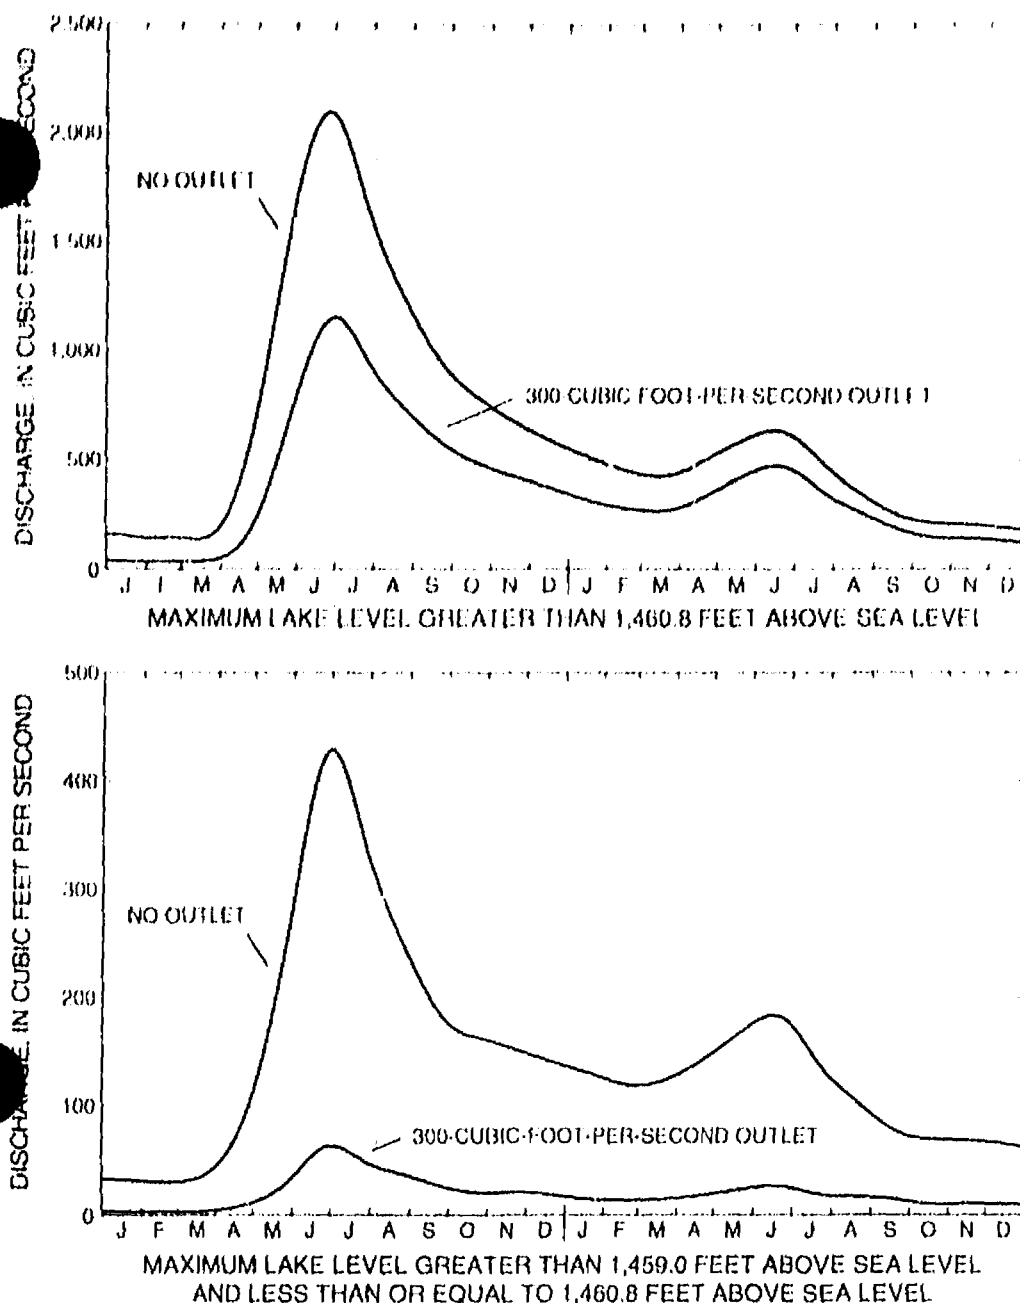 2,500
2,000
1,500
1,000
500
0
DISCHARGE, IN CUBIC FEET SECOND
NO OUTLET
300-CUBIC-FOOT-PER-SECOND OUTLET
J F M A M J J A S O N D J F M A M J J A S O N D
MAXIMUM LAKE LEVEL GREATER THAN 1,460.8 FEET ABOVE SEA LEVEL
500
400
300
200
100
0
DISCHARGE, IN CUBIC FEET PER SECOND
NO OUTLET
300-CUBIC-FOOT-PER-SECOND OUTLET
J F M A M J J A S O N D J F M A M J J A S O N D
MAXIMUM LAKE LEVEL GREATER THAN 1,459.0 FEET ABOVE SEA LEVEL
AND LESS THAN OR EQUAL TO 1,460.8 FEET ABOVE SEA LEVEL